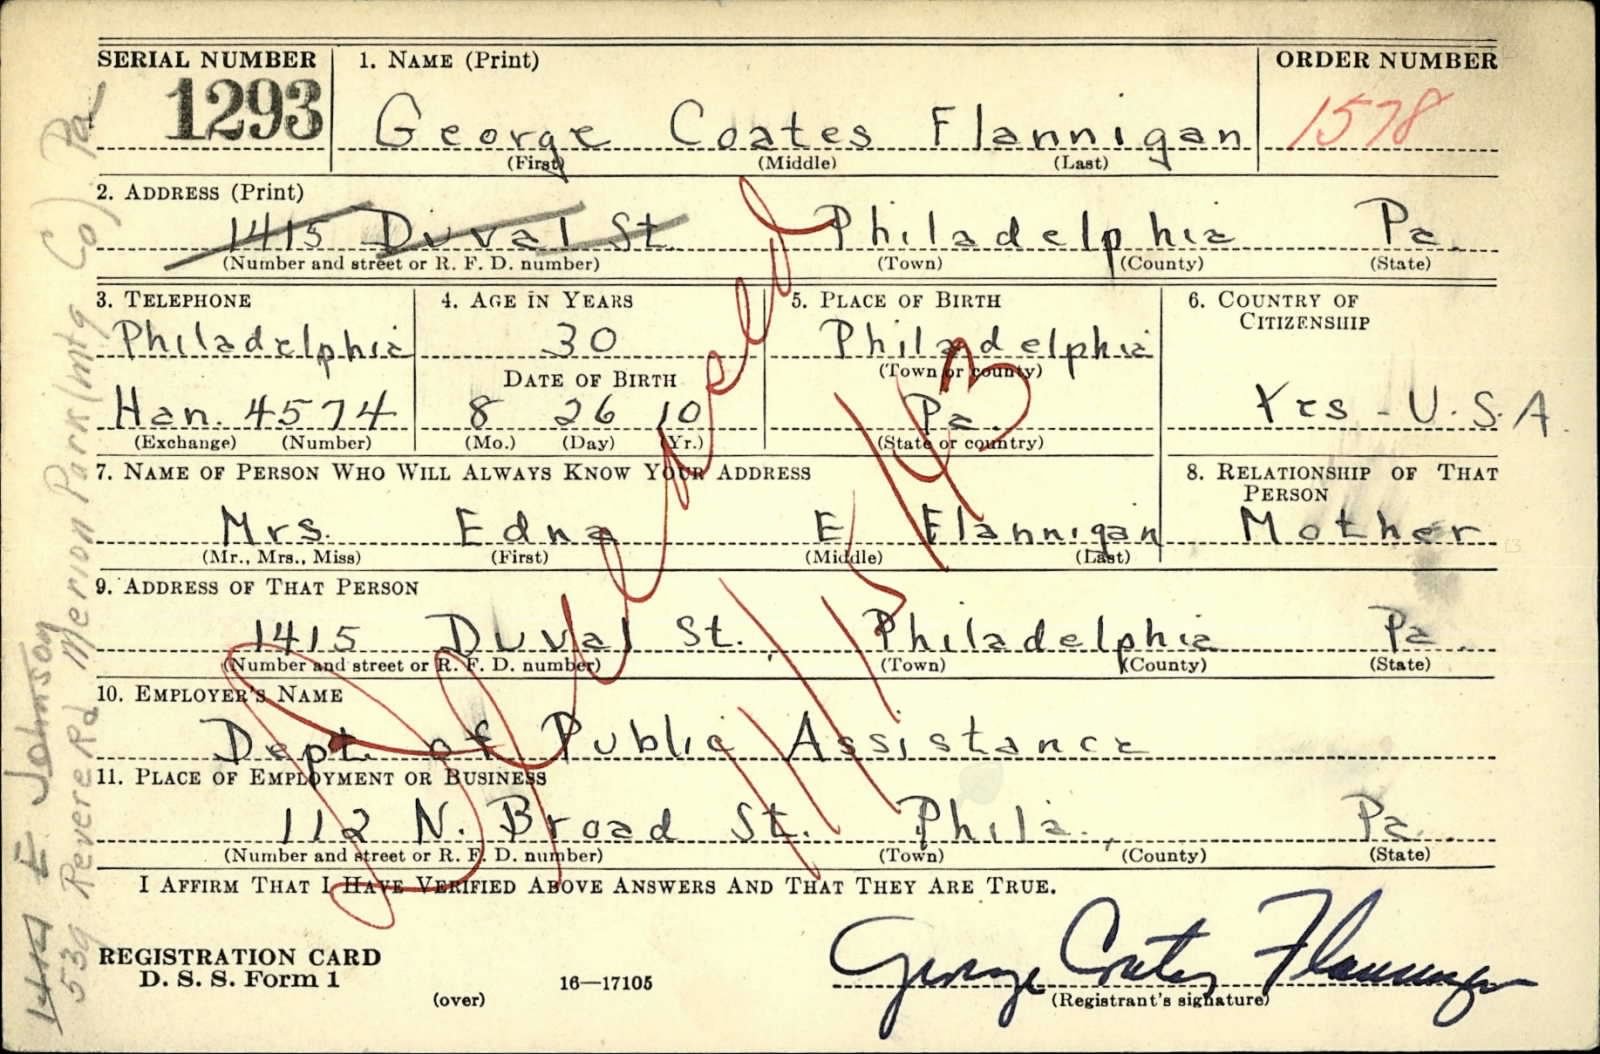 SERIAL NUMBER 1. NAME (Print) ORDER NUMBER
1293 George Coates Flannigan 1578
(First) (Middle) (Last)
2. ADDRESS (Print)
1415 Duval St. Philadelphia Pa.
(Number and street or R. F. D. number) (Town) (County) (State)
3. TELEPHONE 4. AGE IN YEARS 5. PLACE OF BIRTH 6. COUNTRY OF CITIZENSHIP
Philadelphia 30 Philadelphia
DATE OF BIRTH (Town or county)
Han. 4574 8 26 10 Pa. Yes - U.S.A.
(Exchange) (Number) (Mo.) (Day) (Yr.) (State or country)
7. NAME OF PERSON WHO WILL ALWAYS KNOW YOUR ADDRESS 8. RELATIONSHIP OF THAT PERSON
Mrs. Edna E Flannigan Mother
(Mr., Mrs., Miss) (First) (Middle) (Last)
9. ADDRESS OF THAT PERSON
1415 Duval St. Philadelphia Pa.
(Number and street or R. F. D. number) (Town) (County) (State)
10. EMPLOYER'S NAME
Dept. of Public Assistance
11. PLACE OF EMPLOYMENT OR BUSINESS
112 N. Broad St. Phila., Pa.
(Number and street or R. F. D. number) (Town) (County) (State)
I AFFIRM THAT I HAVE VERIFIED ABOVE ANSWERS AND THAT THEY ARE TRUE.
George Coates Flannigan
REGISTRATION CARD
D. S. S. Form 1
(over) 16—17105 (Registrant's signature)
E Johnson
539 Revere Rd Merion Park (Mtg Co) Pa